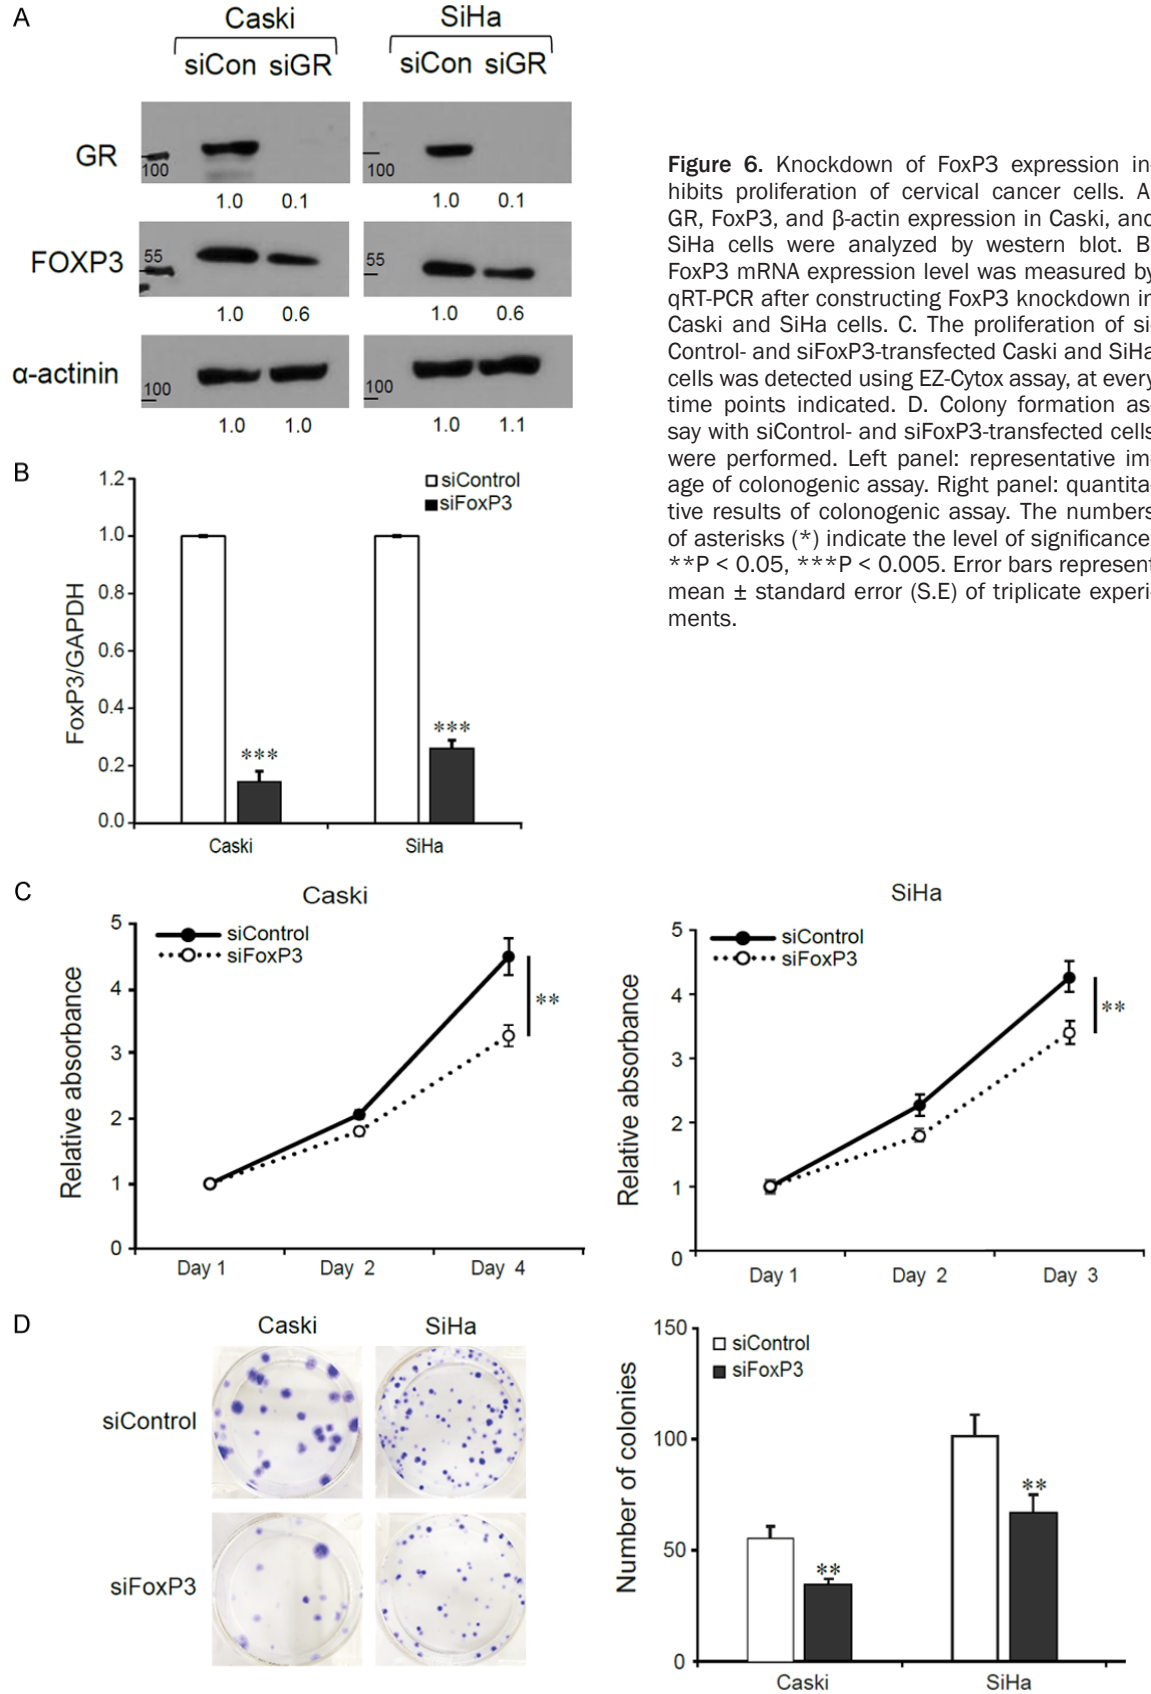 A
Caski
SiHa
siCon siGR
siCon siGR
GR
100
100
1.0 0.1
1.0 0.1
FOXP3
55
55
1.0 0.6
1.0 0.6
α-actinin
100
100
1.0 1.0
1.0 1.1
Figure 6. Knockdown of FoxP3 expression in-
hibits proliferation of cervical cancer cells. A.
GR, FoxP3, and β-actin expression in Caski, and
SiHa cells were analyzed by western blot. B.
FoxP3 mRNA expression level was measured by
qRT-PCR after constructing FoxP3 knockdown in
Caski and SiHa cells. C. The proliferation of si-
Control- and siFoxP3-transfected Caski and SiHa
cells was detected using EZ-Cytox assay, at every
time points indicated. D. Colony formation as-
say with siControl- and siFoxP3-transfected cells
were performed. Left panel: representative im-
age of colonogenic assay. Right panel: quantita-
tive results of colonogenic assay. The numbers
of asterisks (*) indicate the level of significance
**P < 0.05, ***P < 0.005. Error bars represent
mean ± standard error (S.E) of triplicate experi-
ments.
B
siControl
siFoxP3
FoxP3/GAPDH
1.2
1.0
0.8
0.6
0.4
0.2
0.0
***
***
Caski
SiHa
C
Caski
siControl
siFoxP3
Relative absorbance
5
4
3
2
1
0
**
Day 1
Day 2
Day 4
SiHa
siControl
siFoxP3
Relative absorbance
5
4
3
2
1
0
**
Day 1
Day 2
Day 3
D
Caski
SiHa
siControl
siFoxP3
siControl
siFoxP3
Number of colonies
150
100
50
0
**
**
Caski
SiHa